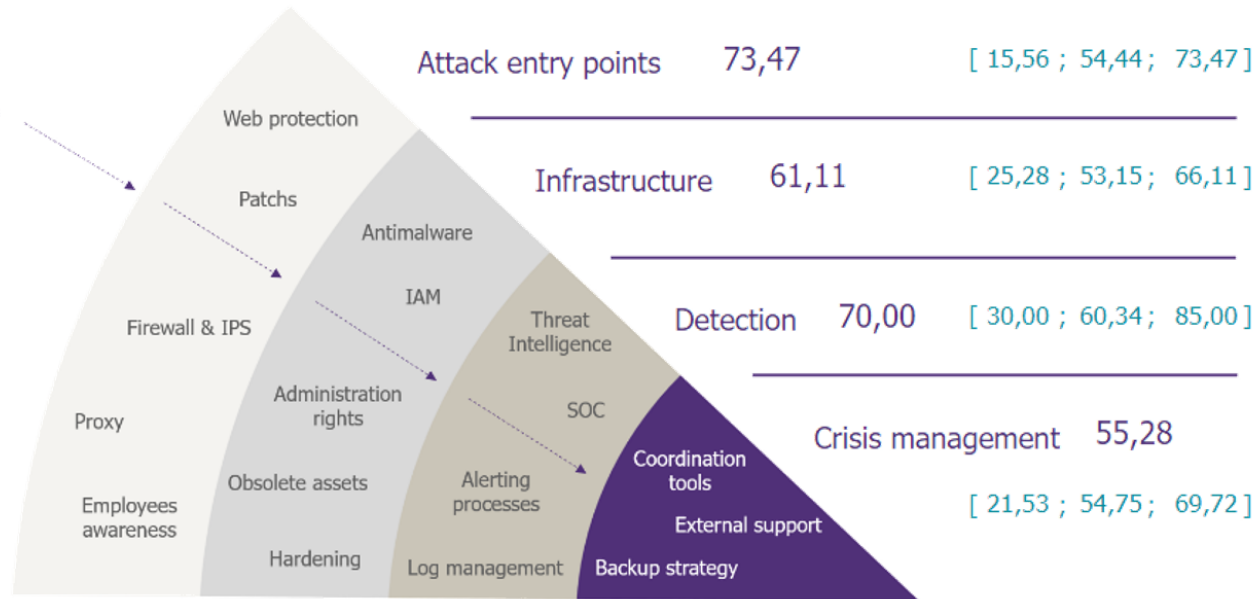 Attack entry points 73,47 [ 15,56 ; 54,44 ; 73,47 ]
Web protection
Patchs
Firewall & IPS
Proxy
Employees
awareness
Infrastructure 61,11 [ 25,28 ; 53,15 ; 66,11 ]
Antimalware
IAM
Administration
rights
Obsolete assets
Hardening
Detection 70,00 [ 30,00 ; 60,34 ; 85,00 ]
Threat
Intelligence
SOC
Alerting
processes
Log management
Crisis management 55,28
[ 21,53 ; 54,75 ; 69,72 ]
Coordination
tools
External support
Backup strategy